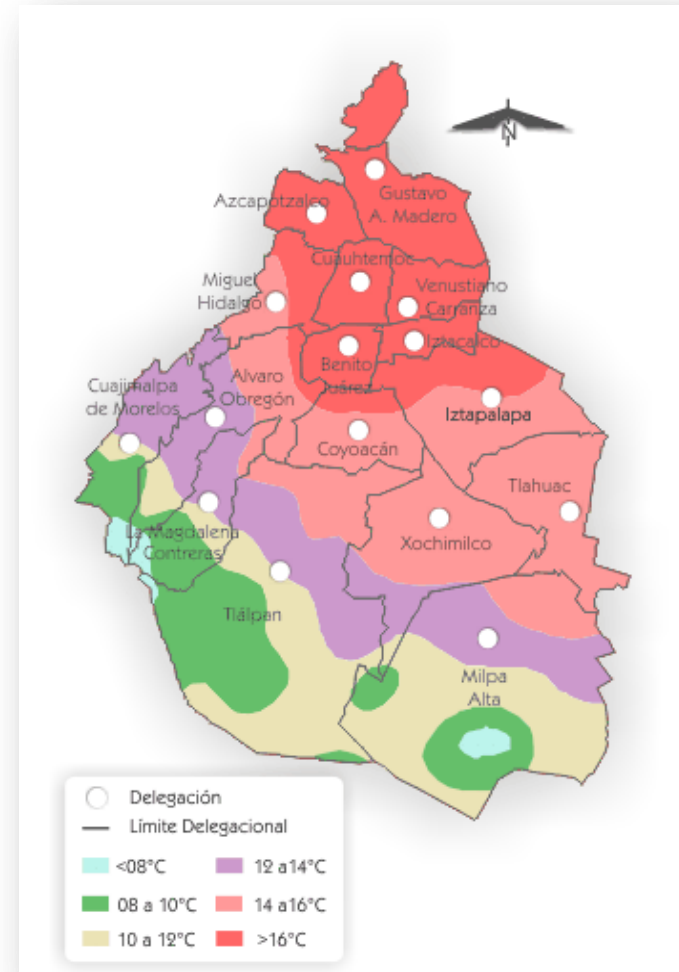 N
Gustavo
A. Madero
Azcapotzalco
Cuauhtemoc
Miguel
Hidalgo
Venustiano
Carranza
Iztacalco
Benito
Juárez
Alvaro
Obregón
Cuajimalpa
de Morelos
Iztapalapa
Coyoacán
Tlahuac
Xochimilco
La Magdalena
Contreras
Tlálpan
Milpa
Alta
Delegación
Límite Delegacional
<08°C
12 a14°C
08 a 10°C
14 a16°C
10 a 12°C
>16°C